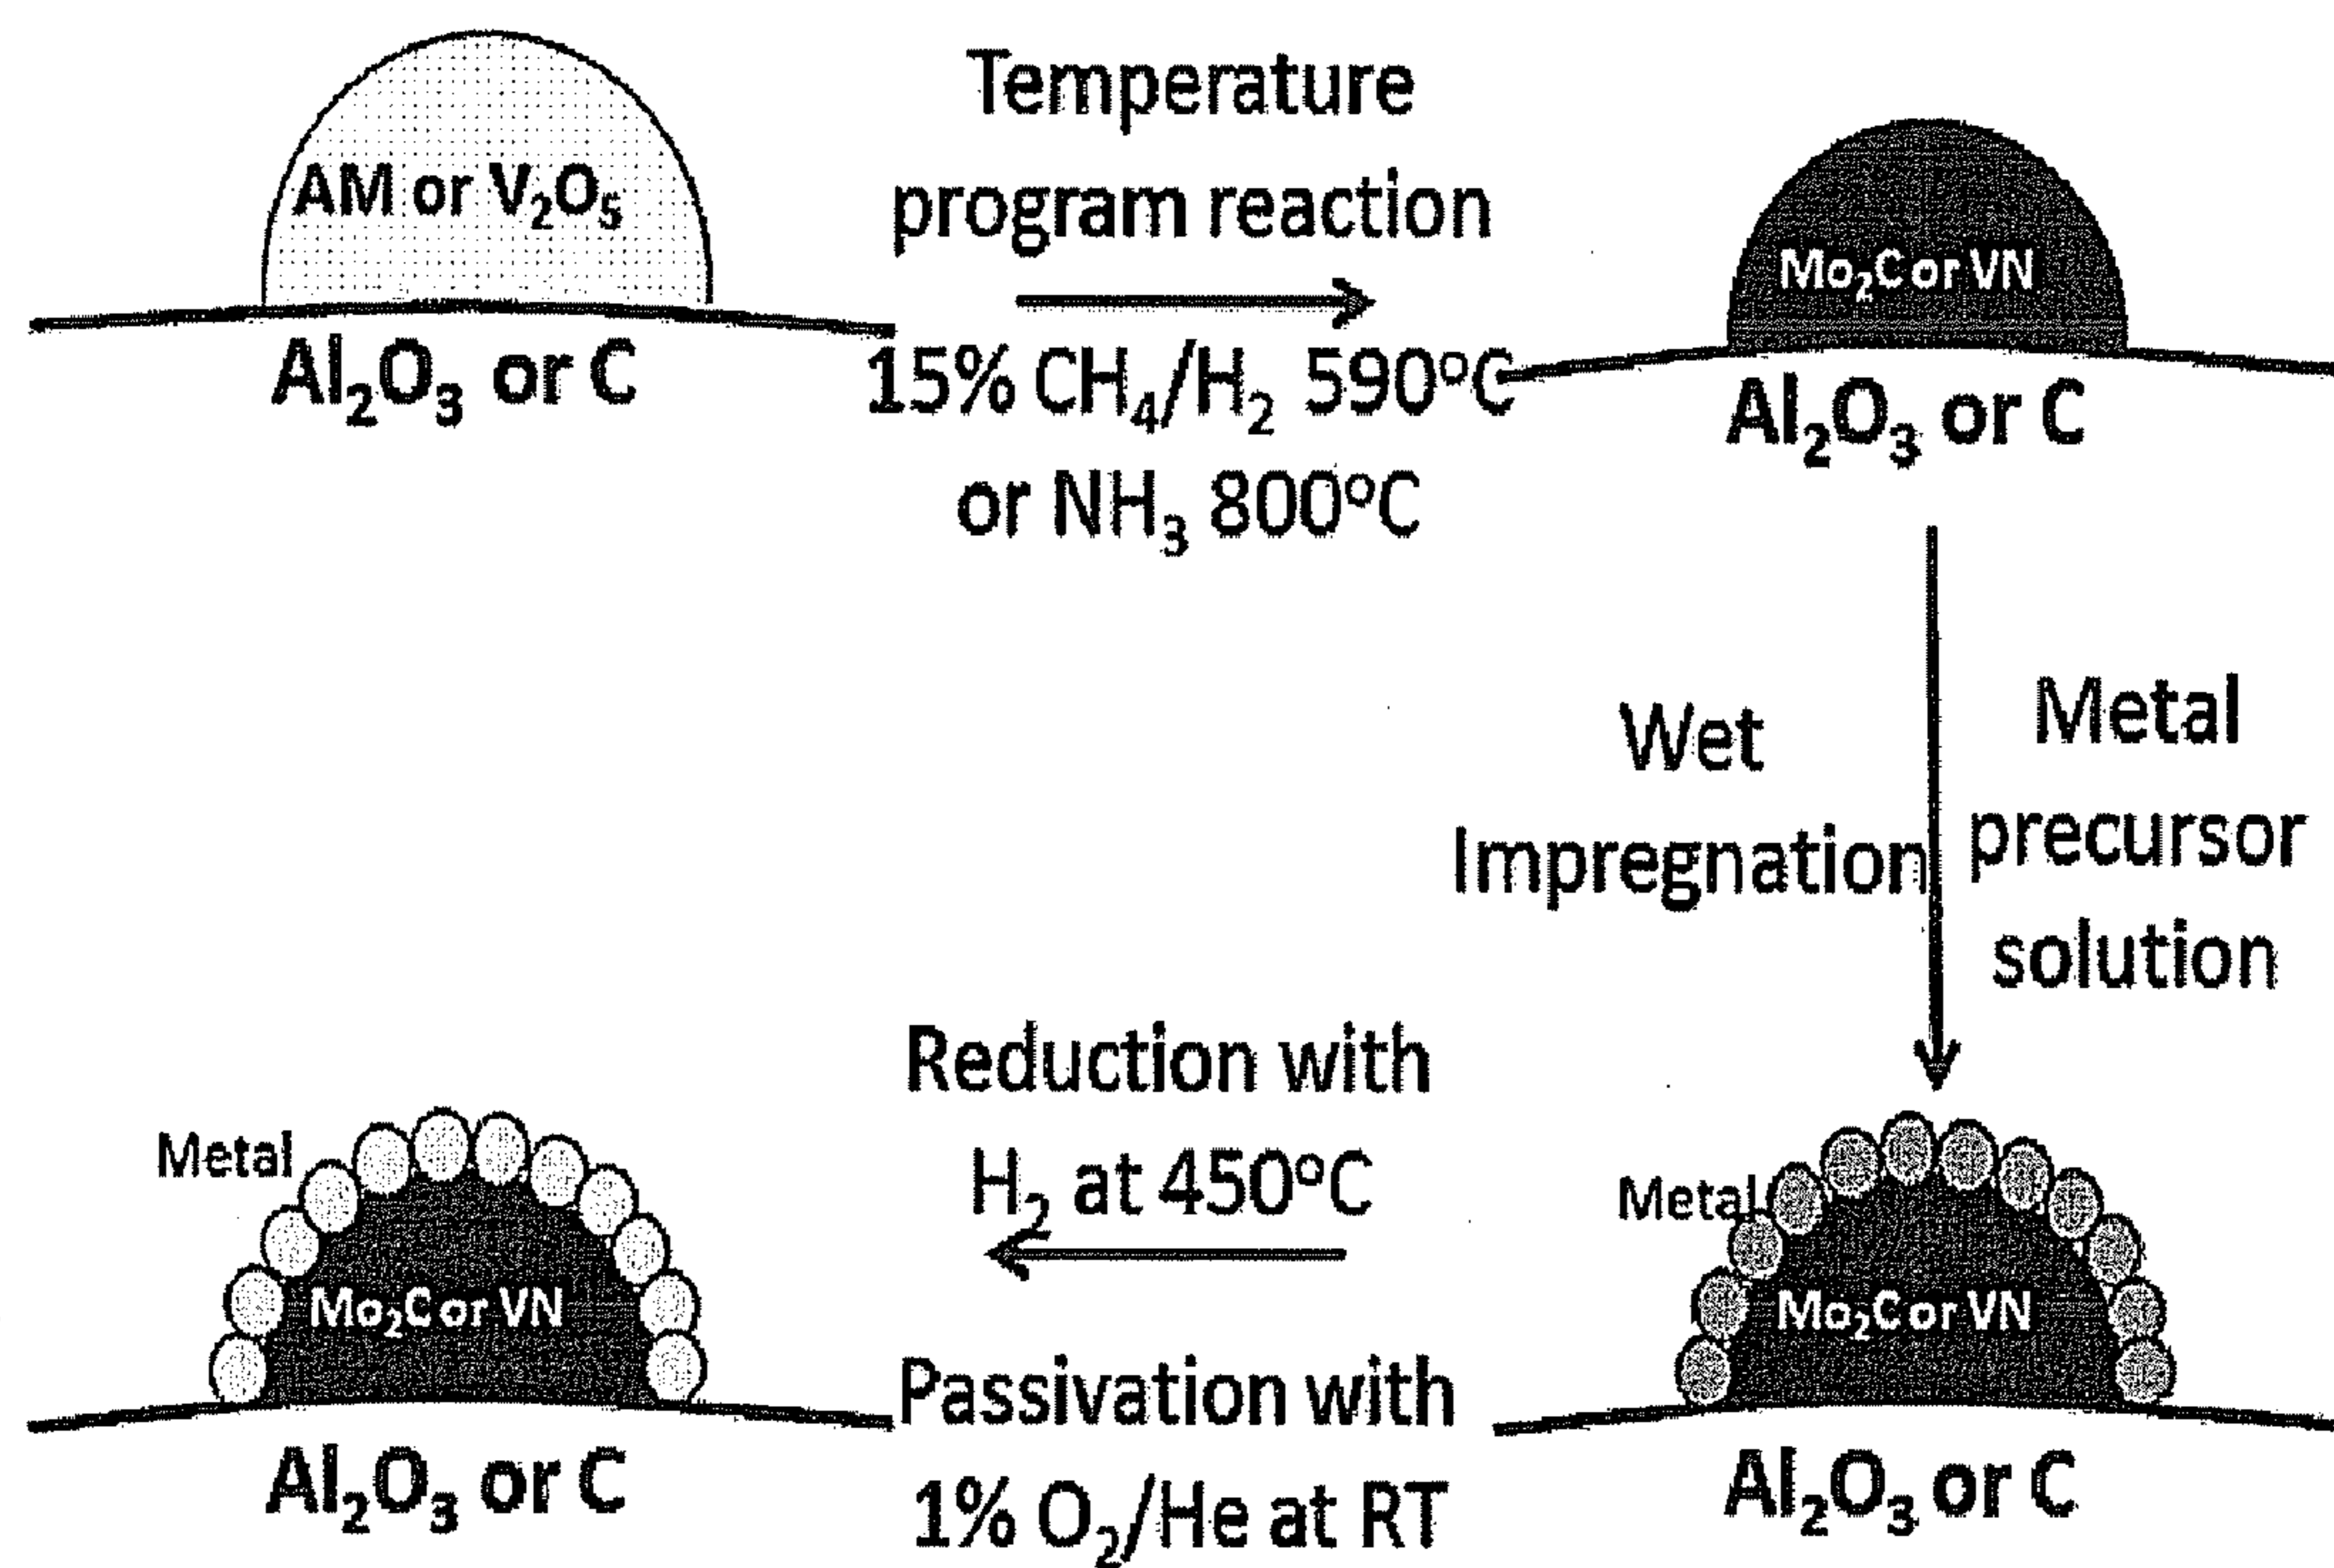 AM or V₂O₅
Al₂O₃ or C
Temperature
program reaction
15% CH₄/H₂ 590°C
or NH₃ 800°C
Mo₂C or VN
Al₂O₃ or C
Wet
Impregnation
Metal
precursor
solution
Metal
Mo₂C or VN
Al₂O₃ or C
Reduction with
H₂ at 450°C
Passivation with
1% O₂/He at RT
Metal
Mo₂C or VN
Al₂O₃ or C